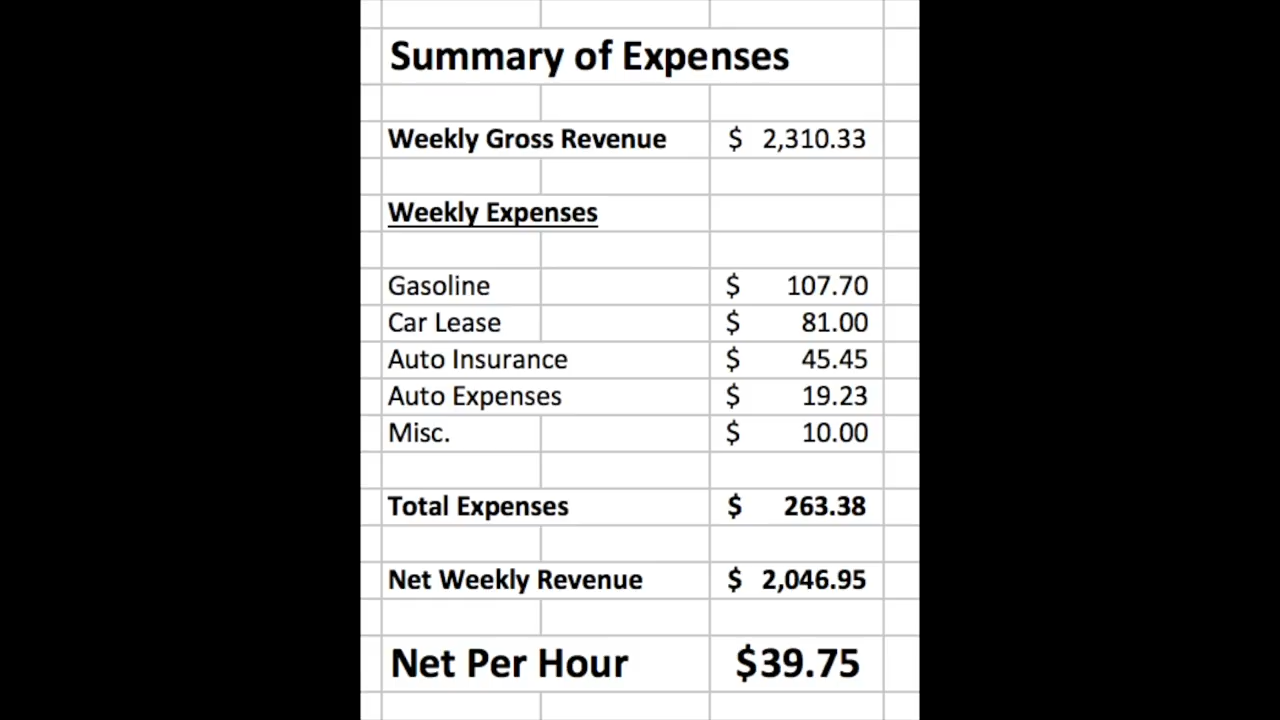 Summary of Expenses
Weekly Gross Revenue $ 2,310.33
Weekly Expenses
Gasoline $ 107.70
Car Lease $ 81.00
Auto Insurance $ 45.45
Auto Expenses $ 19.23
Misc. $ 10.00
Total Expenses $ 263.38
Net Weekly Revenue $ 2,046.95
Net Per Hour $39.75